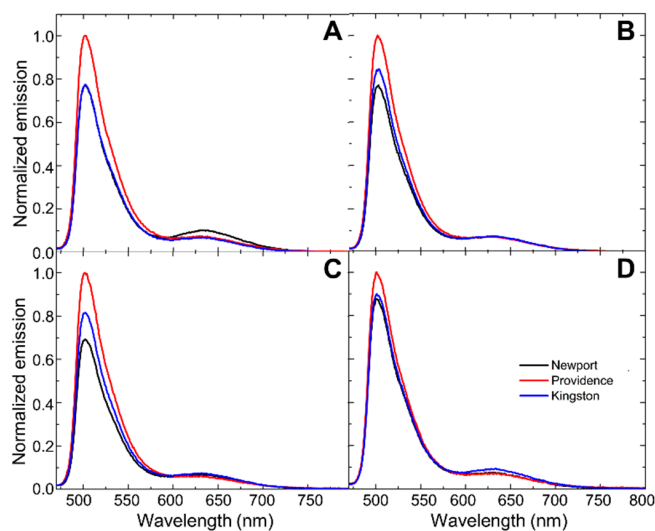 A
B
Normalized emission
1.0
0.8
0.6
0.4
0.2
0.0
C
D
Normalized emission
1.0
0.8
0.6
0.4
0.2
0.0
Newport
Providence
Kingston
500 550 600 650 700 750
500 550 600 650 700 750 800
Wavelength (nm)
Wavelength (nm)